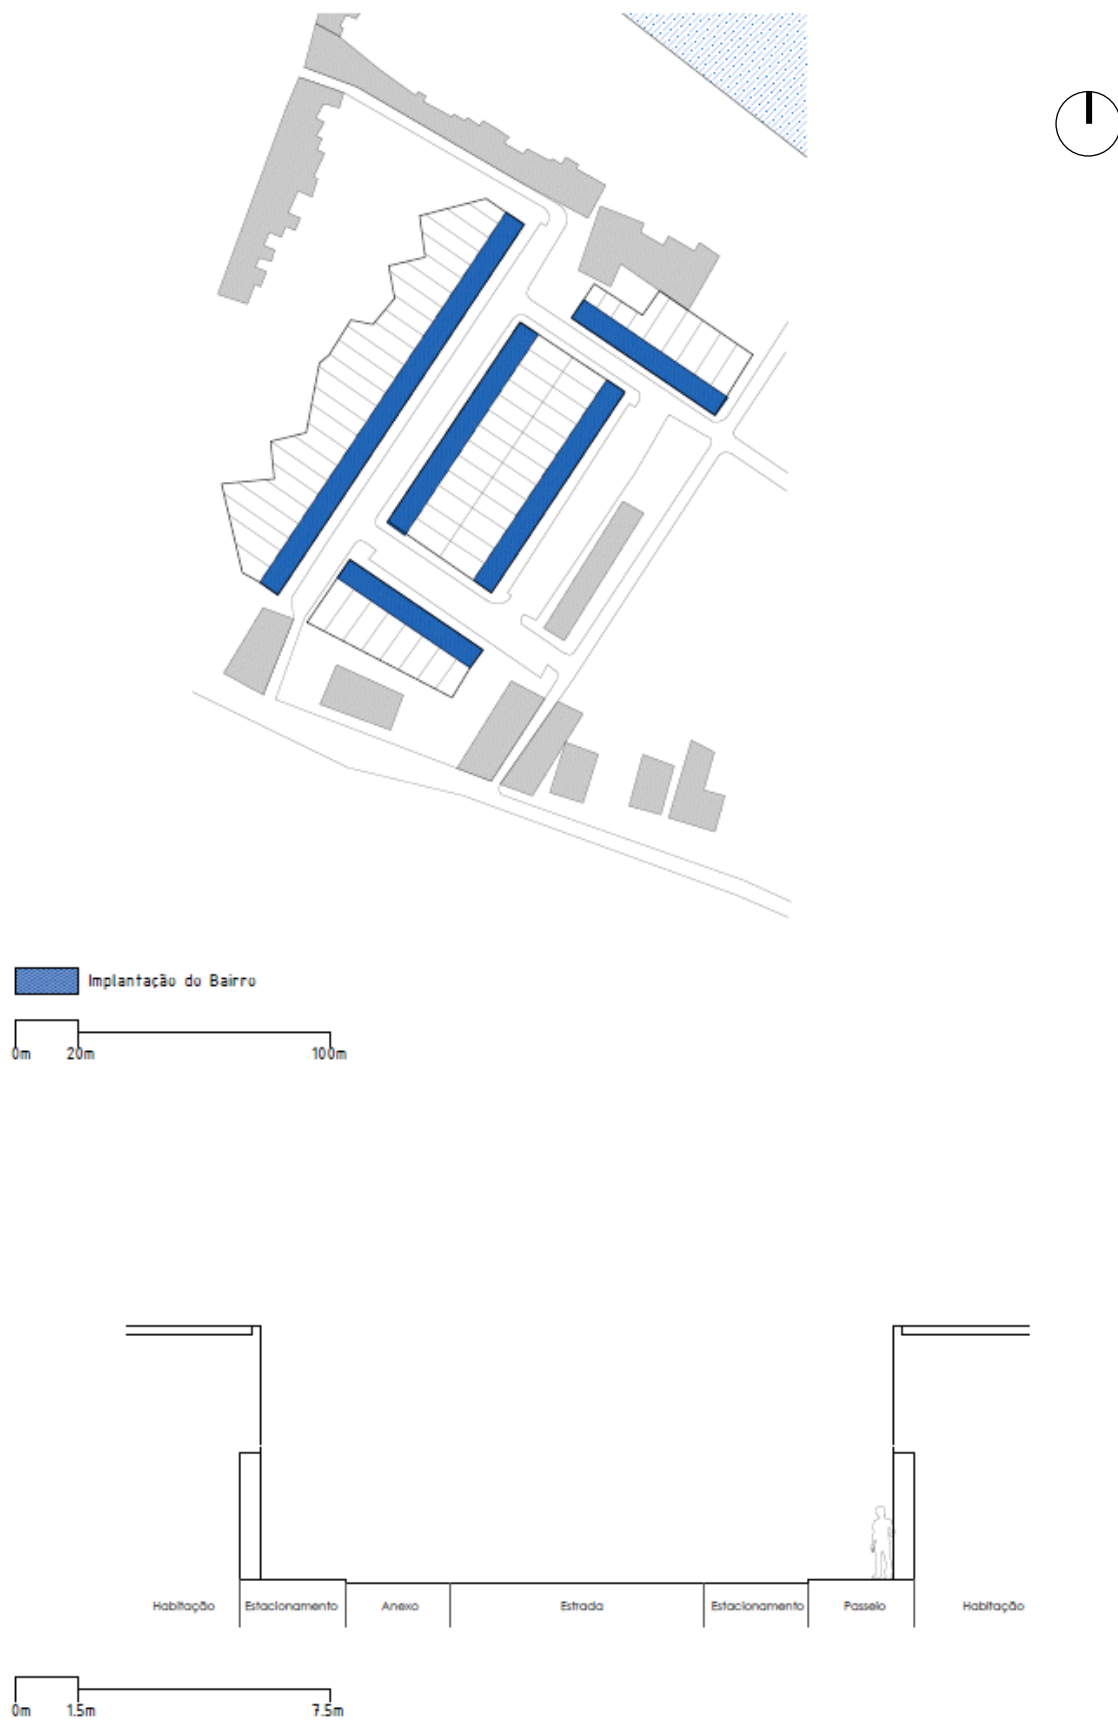 Implantação do Bairro
0m 20m 100m
Habitação Estacionamento Anexo Estrada Estacionamento Passeio Habitação
0m 1.5m 7.5m